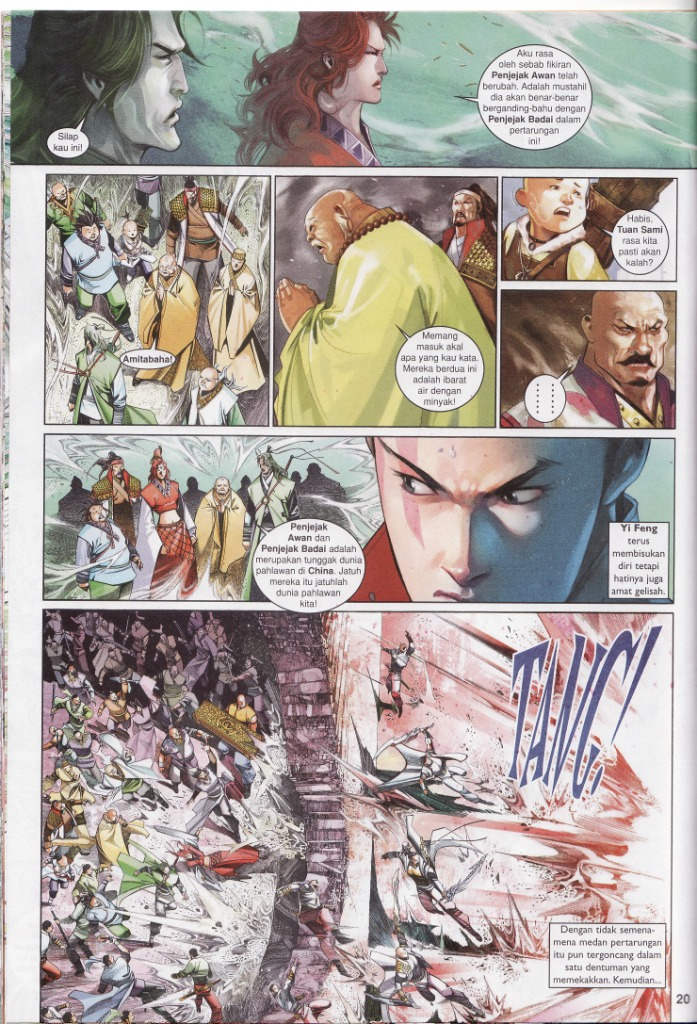 Silap
kau ini!
Aku rasa
oleh sebab fikiran
Penjejak Awan telah
berubah. Adalah mustahil
dia akan benar-benar
berganding-bahu dengan
Penjejak Badai dalam
pertarungan
ini!
Amitabaha!
Memang
masuk akal
apa yang kau kata.
Mereka berdua ini
adalah ibarat
air dengan
minyak!
Habis,
Tuan Sami
rasa kita
pasti akan
kalah?
......
Penjejak
Awan dan
Penjejak Badai adalah
merupakan tunggak dunia
pahlawan di China. Jatuh
mereka itu jatuhlah
dunia pahlawan
kita!
Yi Feng
terus
membisukan
diri tetapi
hatinya juga
amat gelisah.
TANG!
Dengan tidak semena-
mena medan pertarungan
itu pun tergoncang dalam
satu dentuman yang
memekakkan. Kemudian...
20